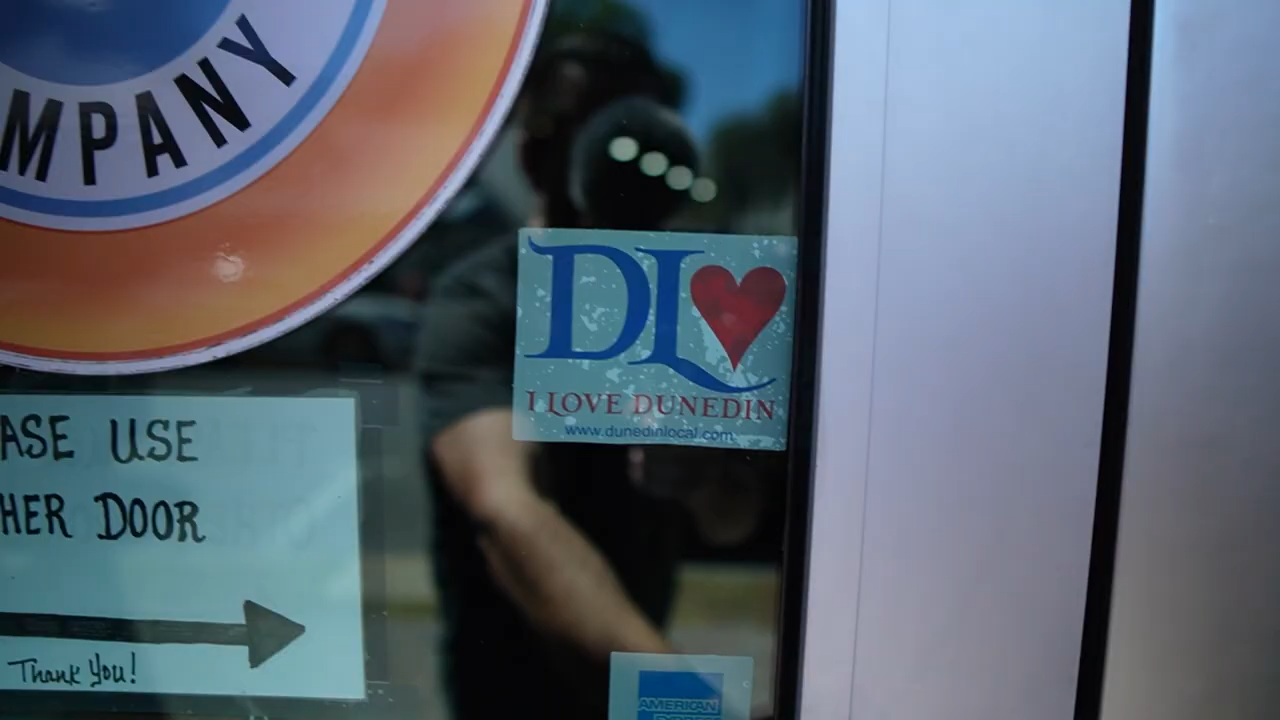 MPANY
DL
I LOVE DUNEDIN
www.dunedinlocal.com
ASE USE
HER DOOR
Thank You!
AMERICAN